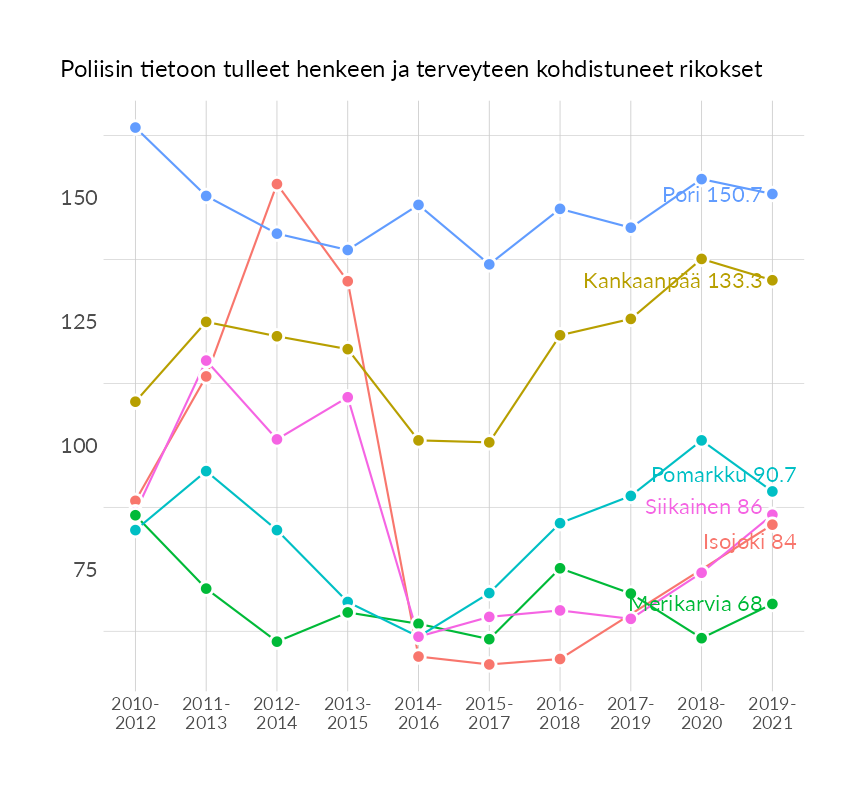 Poliisin tietoon tulleet henkeen ja terveyteen kohdistuneet rikokset
150
125
100
75
Pori 150.7
Kankaanpää 133.3
Pomarkku 90.7
Siikainen 86
Isojoki 84
Merikarvia 68
2010- 2011- 2012- 2013- 2014- 2015- 2016- 2017- 2018- 2019-
2012 2013 2014 2015 2016 2017 2018 2019 2020 2021